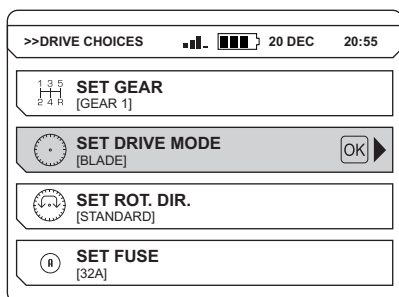 >>DRIVE CHOICES 20 DEC 20:55
1 3 5
2 4 R
SET GEAR
[GEAR 1]
SET DRIVE MODE
[BLADE]
OK
SET ROT. DIR.
[STANDARD]
A
SET FUSE
[32A]